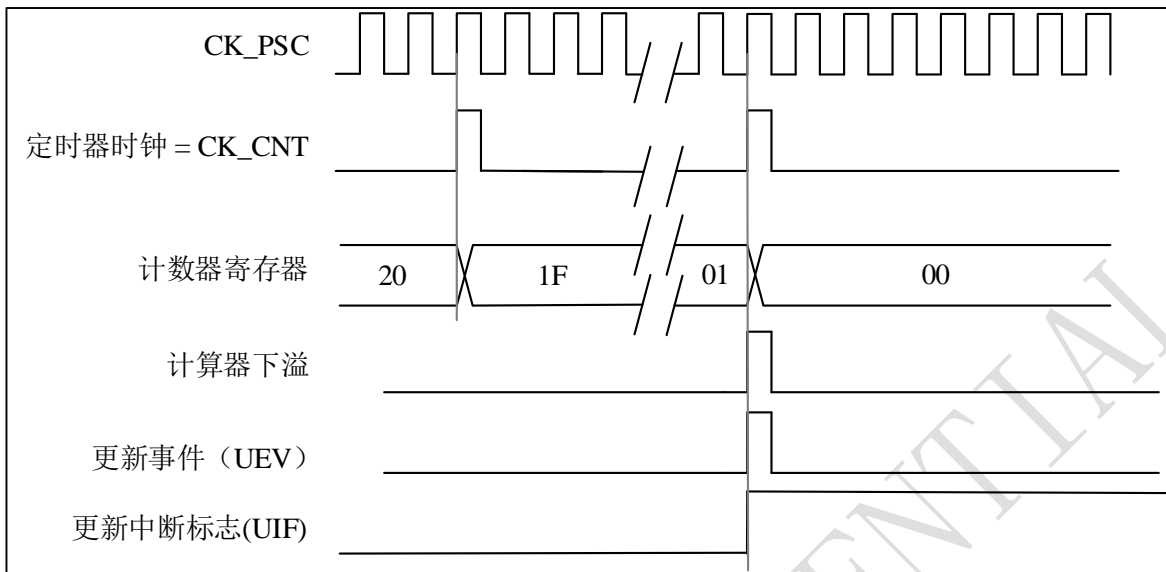 CK_PSC
定时器时钟 = CK_CNT
计数器寄存器
20 1F 01 00
计算器下溢
更新事件（UEV）
更新中断标志(UIF)
ENTIAL